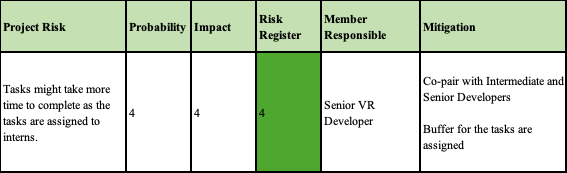 Project Risk
Probability
Impact
Risk
Register
Member
Responsible
Mitigation
Tasks might take more
time to complete as the
tasks are assigned to
interns.
4
4
4
Senior VR
Developer
Co-pair with Intermediate and
Senior Developers
Buffer for the tasks are
assigned